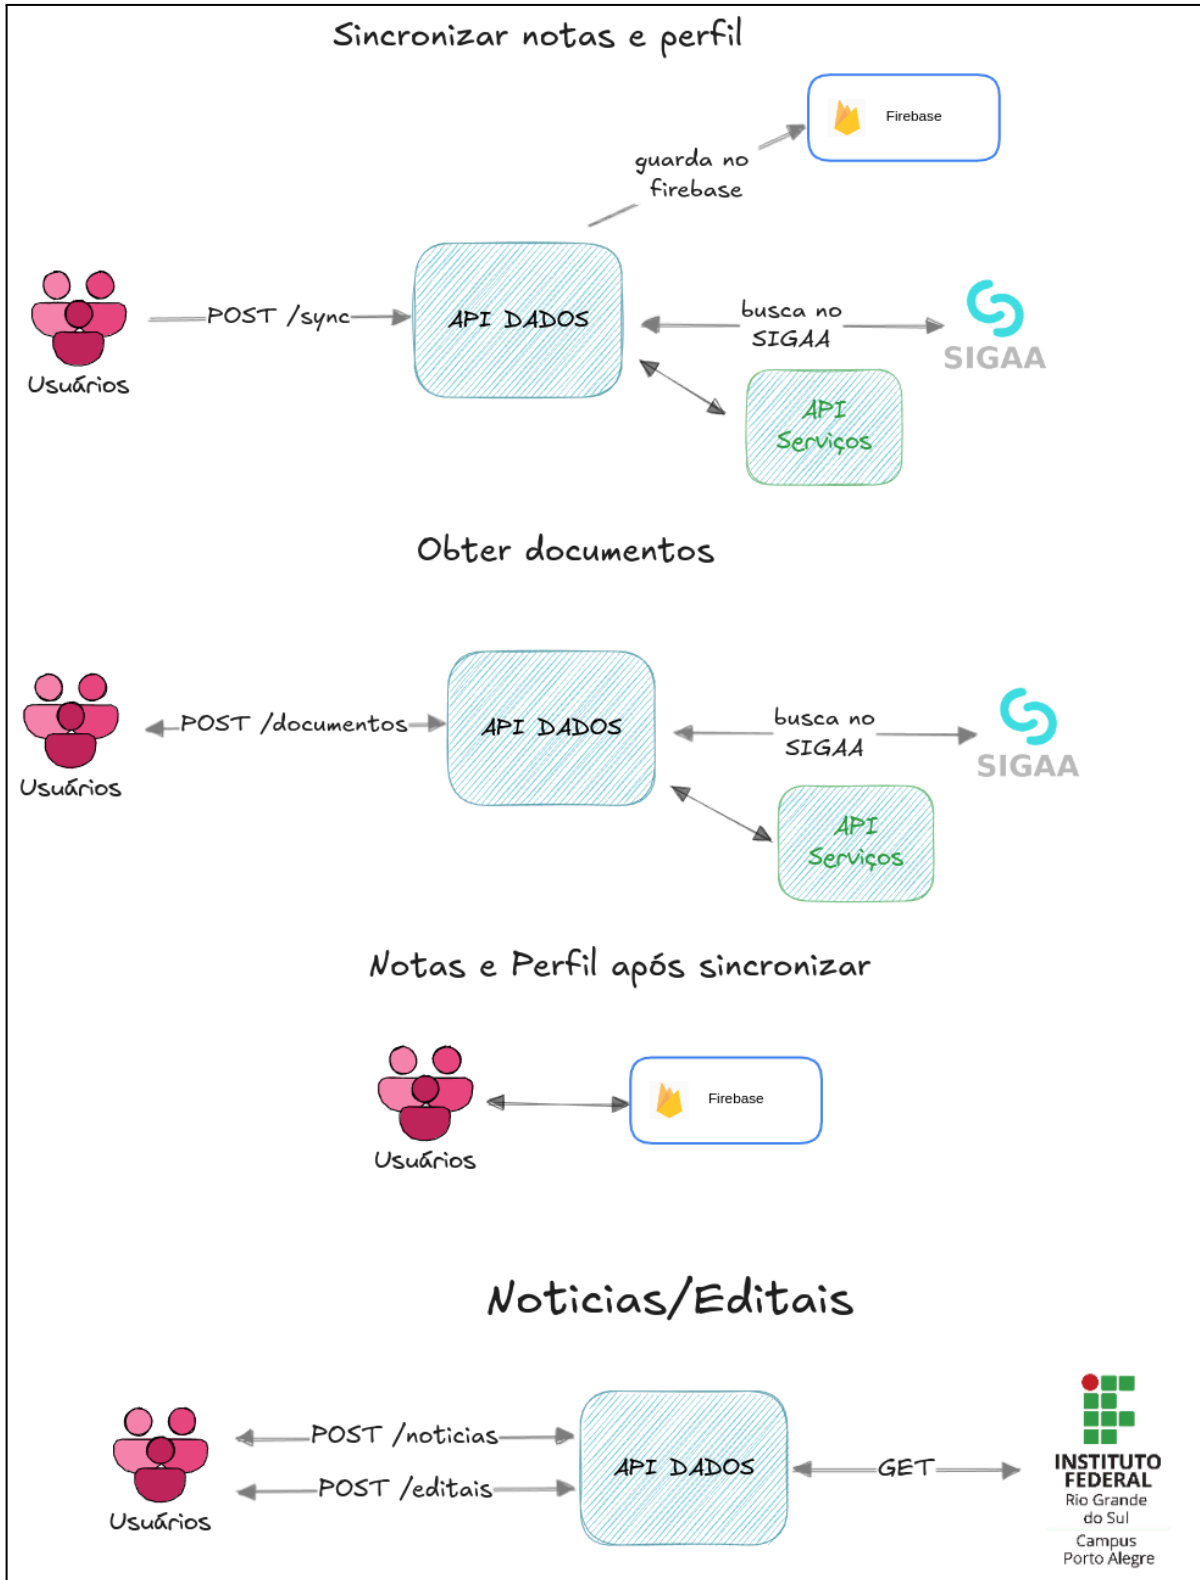 Sincronizar notas e perfil
Firebase
guarda no
firebase
POST /sync
API DADOS
busca no
SIGAA
SIGAA
Usuários
API
Serviços
Obter documentos
POST /documentos
API DADOS
busca no
SIGAA
SIGAA
Usuários
API
Serviços
Notas e Perfil após sincronizar
Firebase
Usuários
Noticias/Editais
POST /noticias
POST /editais
API DADOS
GET
INSTITUTO
FEDERAL
Rio Grande
do Sul
Campus
Porto Alegre
Usuários